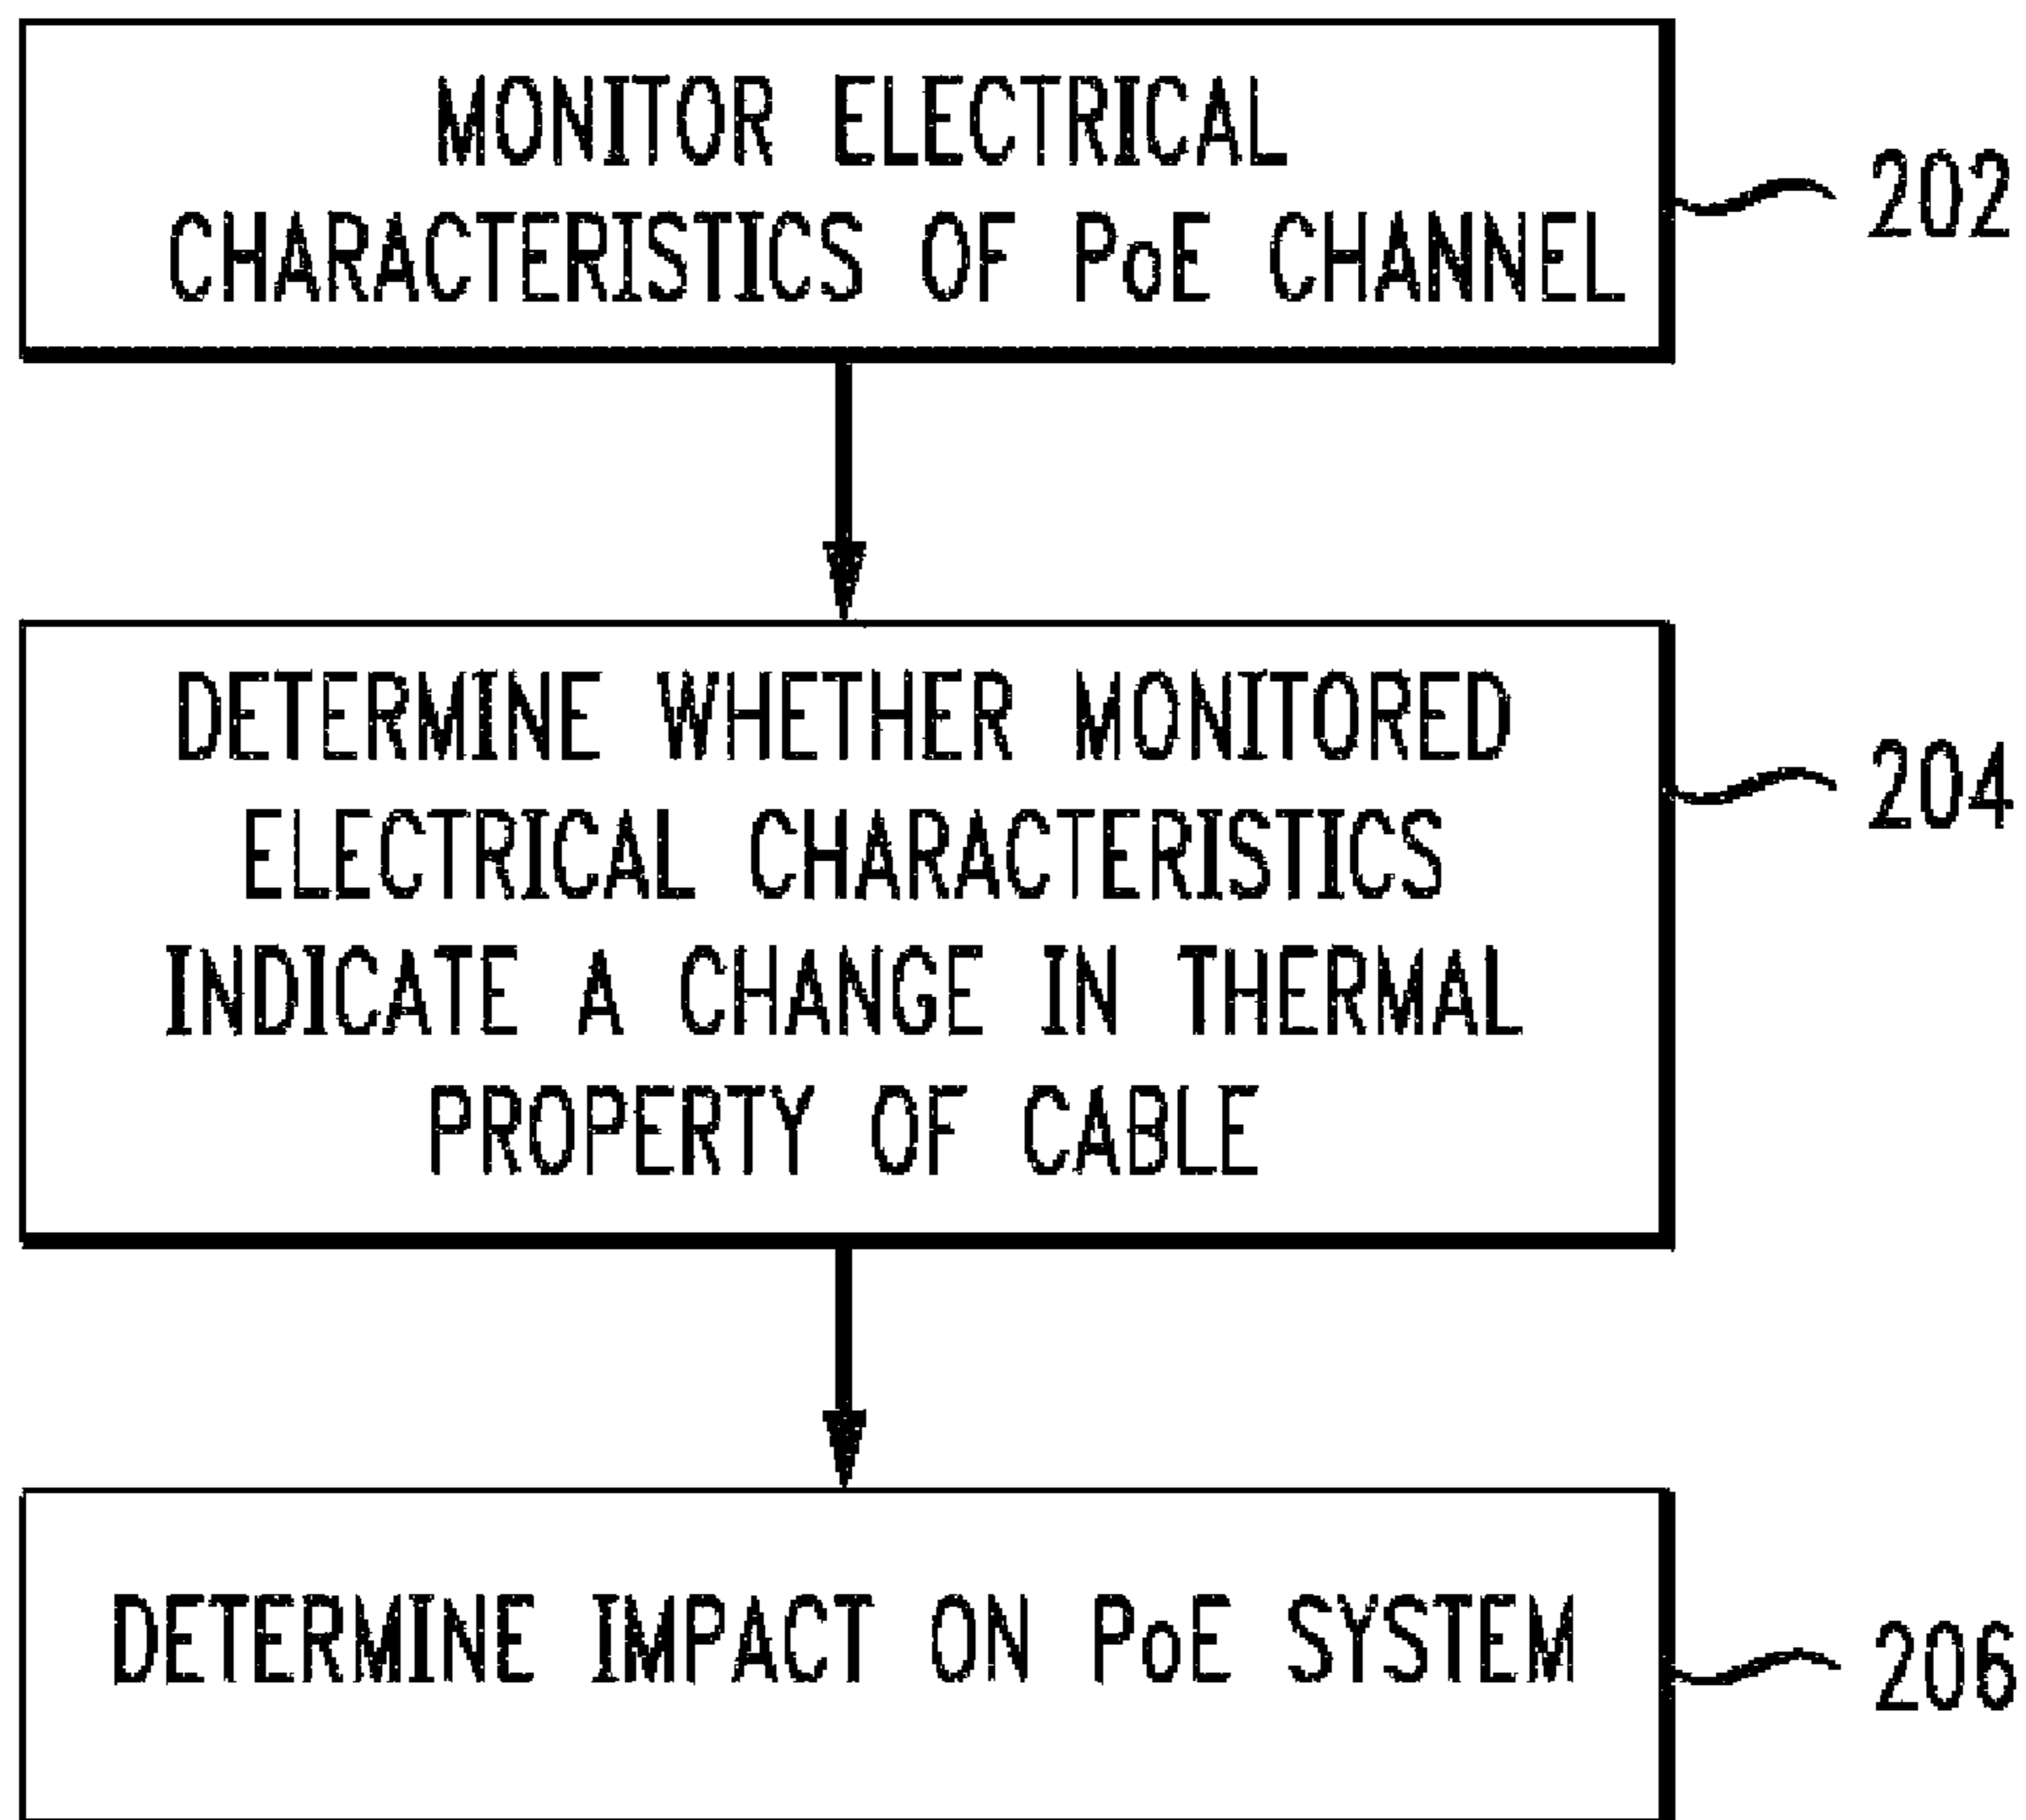 MONITOR ELECTRICAL
CHARACTERISTICS OF PoE CHANNEL
202
DETERMINE WHETHER MONITORED
ELECTRICAL CHARACTERISTICS
INDICATE A CHANGE IN THERMAL
PROPERTY OF CABLE
204
DETERMINE IMPACT ON PoE SYSTEM
206